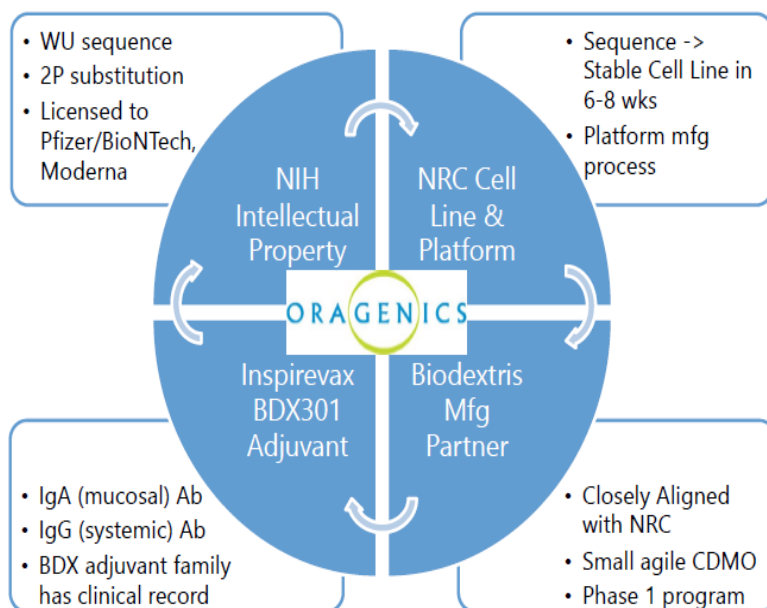 • WU sequence
• 2P substitution
• Licensed to
Pfizer/BioNTech,
Moderna
• Sequence ->
Stable Cell Line in
6-8 wks
• Platform mfg
process
NIH
Intellectual
Property
NRC Cell
Line &
Platform
ORAGENICS
Inspirevax
BDX301
Adjuvant
Biodextris
Mfg
Partner
• IgA (mucosal) Ab
• IgG (systemic) Ab
• BDX adjuvant family
has clinical record
• Closely Aligned
with NRC
• Small agile CDMO
• Phase 1 program